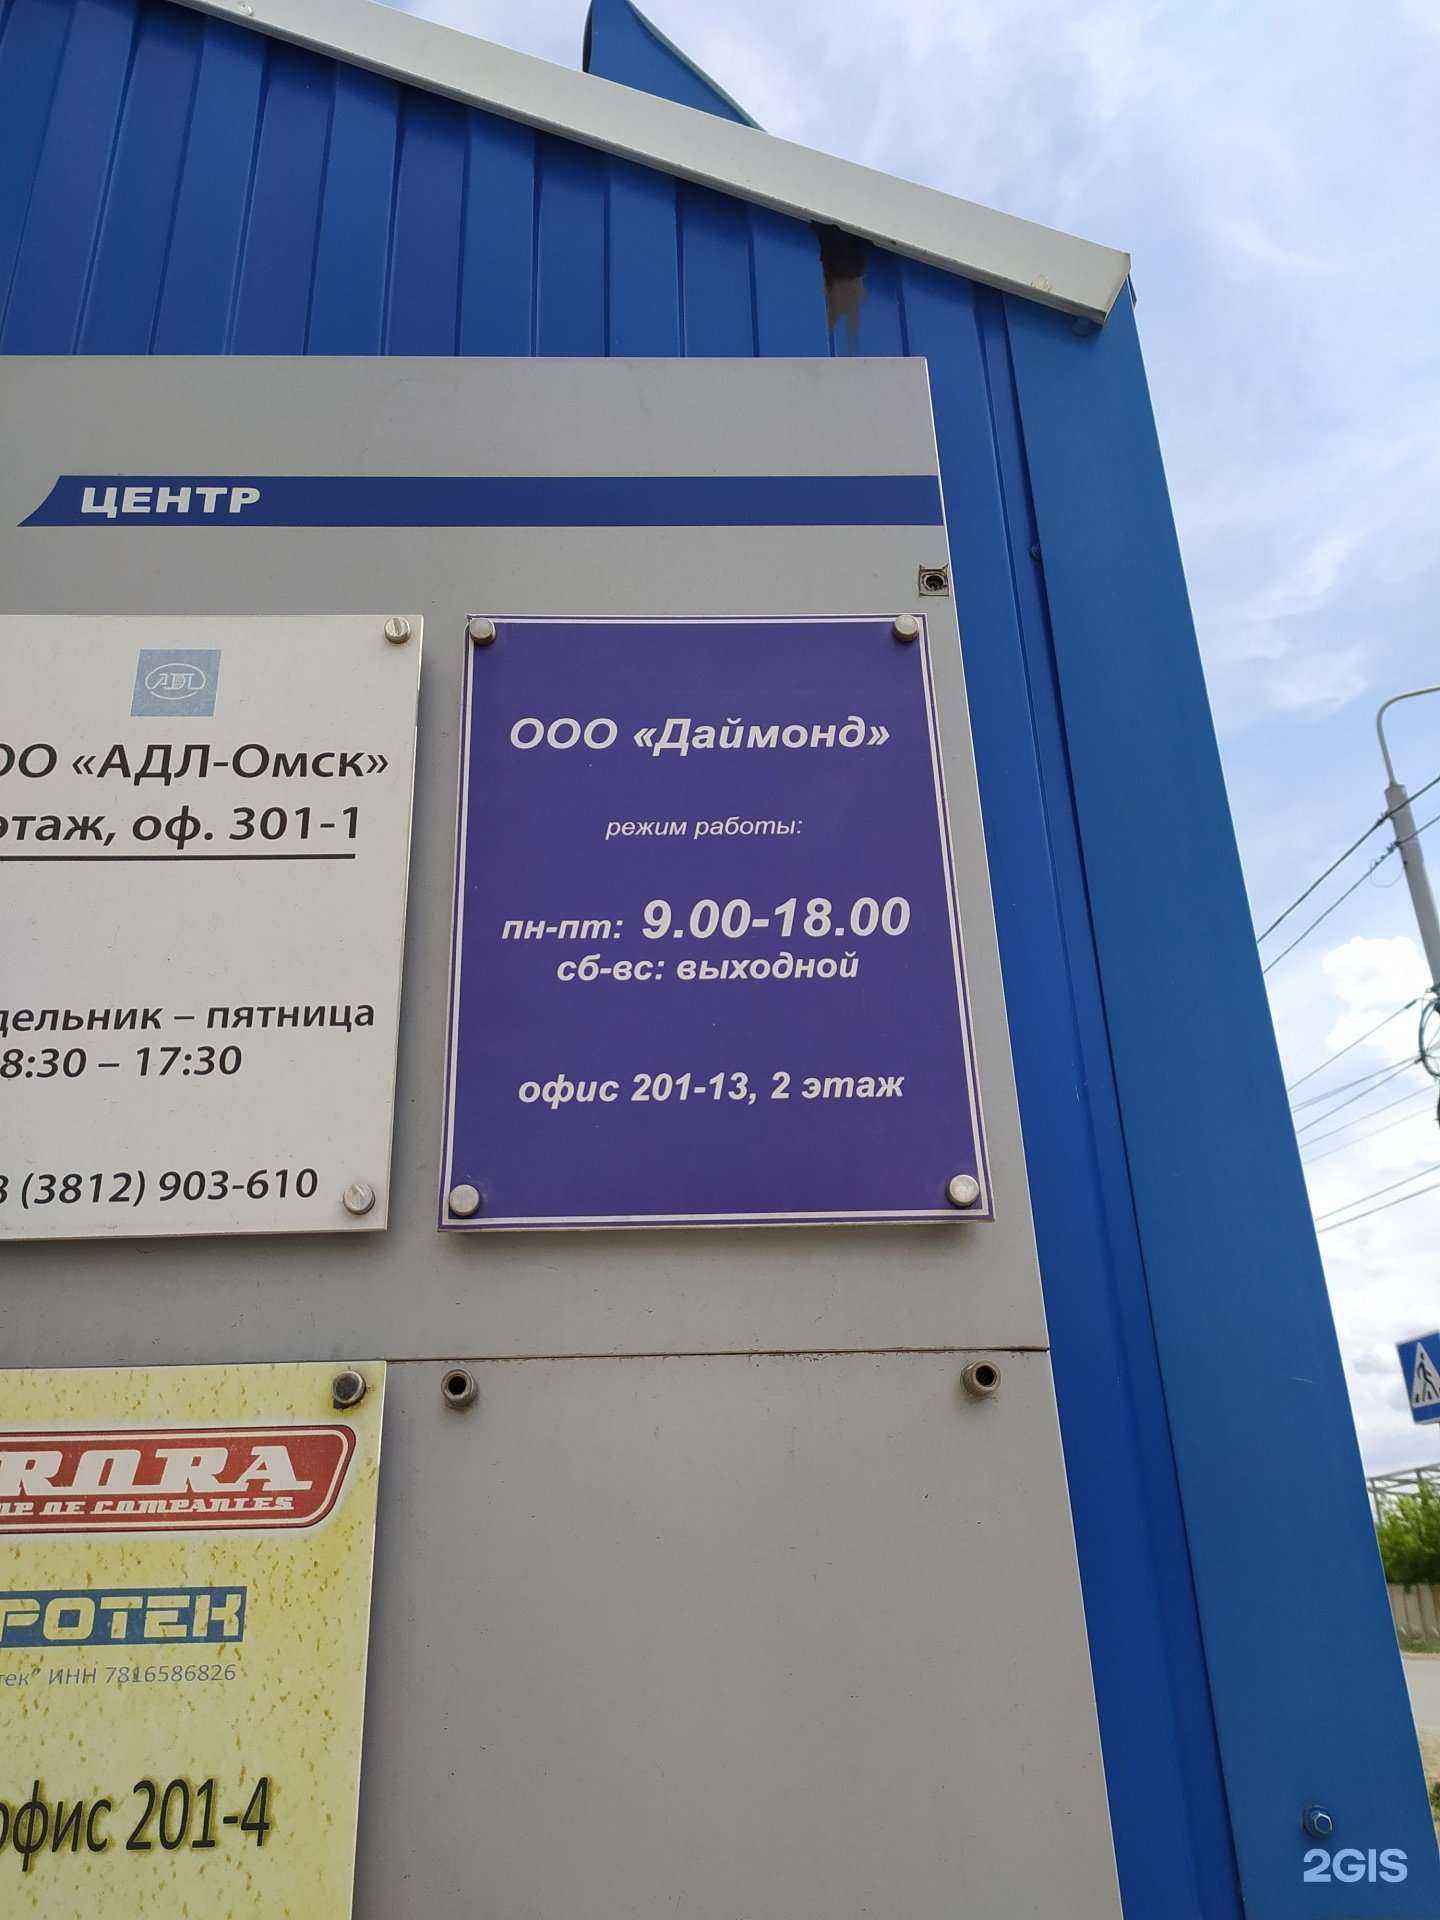 ЦЕНТР
АДЛ
ОО «АДЛ-Омск»
этаж, оф. 301-1
дельник – пятница
8:30 – 17:30
8 (3812) 903-610
ООО «Даймонд»
режим работы:
пн-пт: 9.00-18.00
сб-вс: выходной
офис 201-13, 2 этаж
RORA
UP OF COMPANIES
РОТЕК
тек" ИНН 7816586826
офис 201-4
2GIS